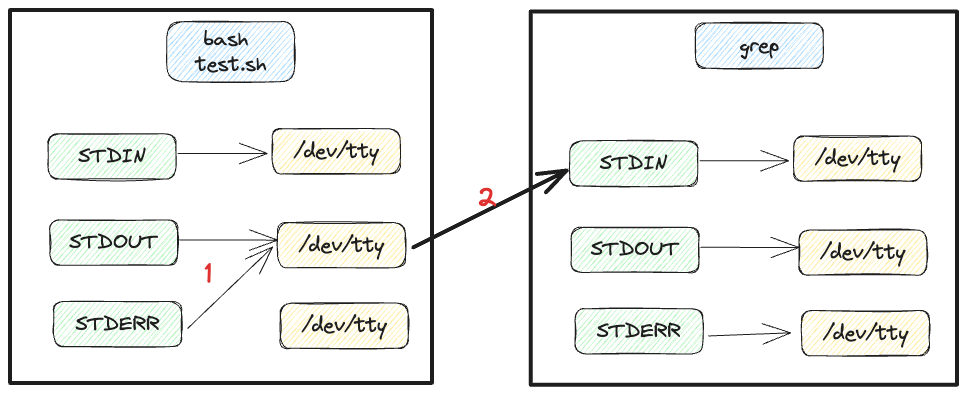 bash
test.sh
grep
STDIN
/dev/tty
STDIN
/dev/tty
2
STDOUT
/dev/tty
STDOUT
/dev/tty
1
STDERR
/dev/tty
STDERR
/dev/tty